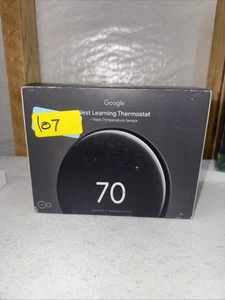 Google
Nest Learning Thermostat
+ Nest Temperature Sensor
107
70